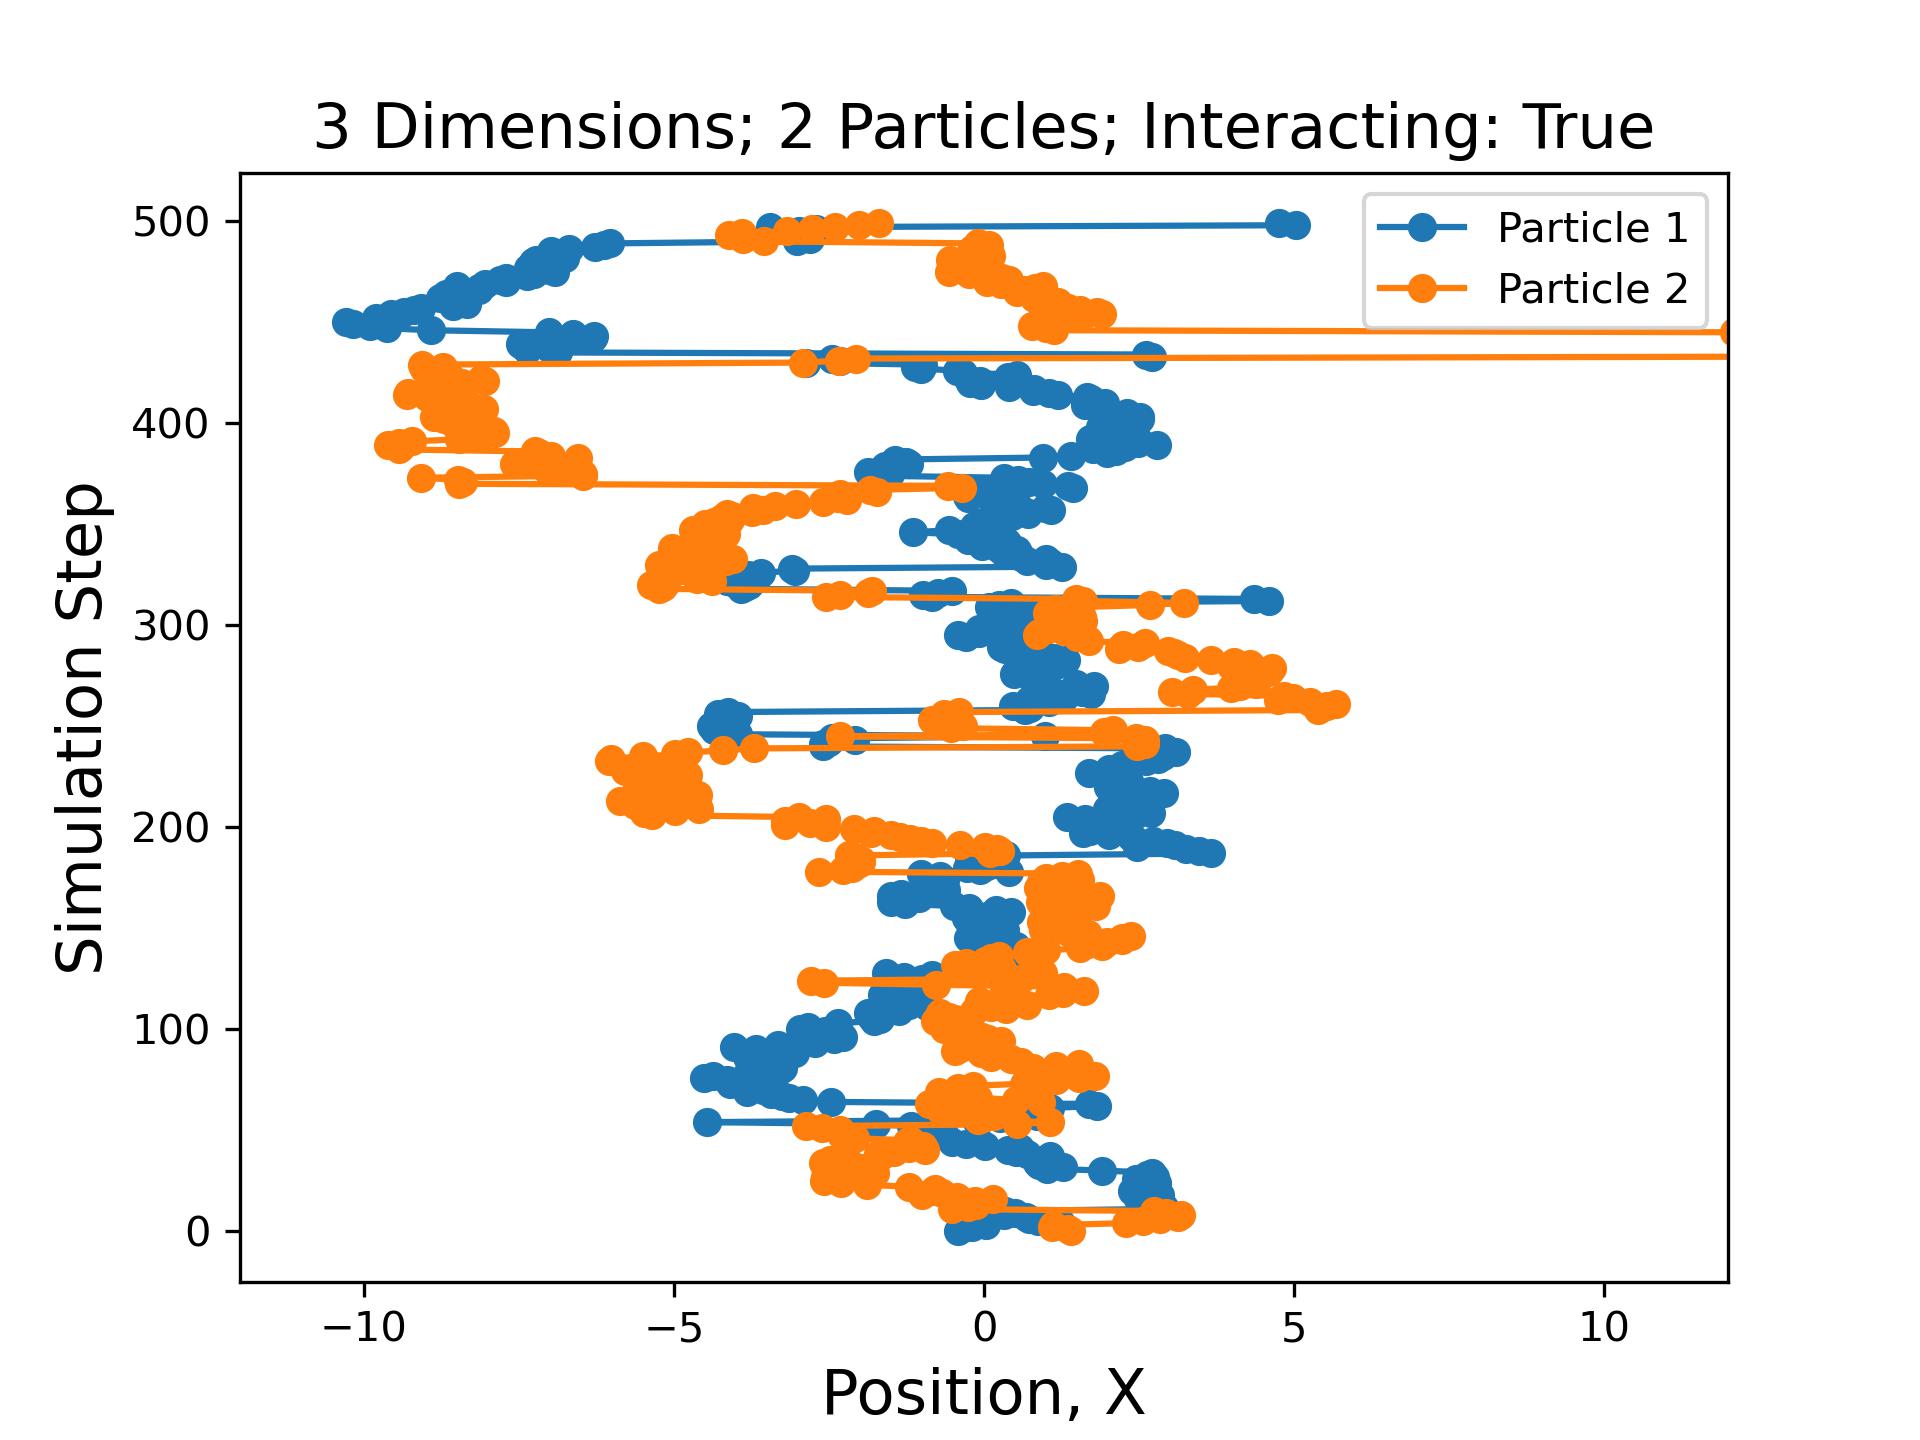 3 Dimensions; 2 Particles; Interacting: True
Particle 1
Particle 2
500
400
300
200
100
0
Simulation Step
−10
−5
0
5
10
Position, X